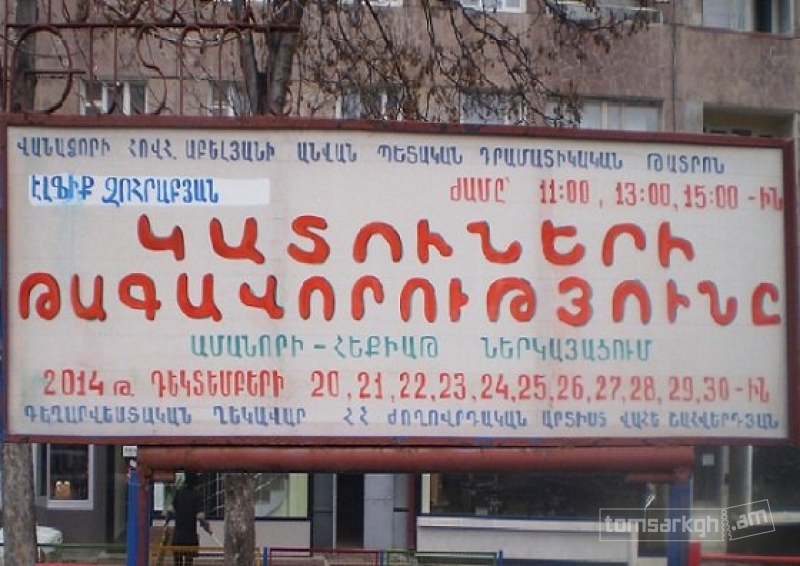 ՎԱՆԱՁՈՐԻ ՀՈՎՀ. ԱԲԵԼՅԱՆԻ ԱՆՎԱՆ ՊԵՏԱԿԱՆ ԴՐԱՄԱՏԻԿԱԿԱՆ ԹԱՏՐՈՆ
ԷԼՖԻՔ ԶՈՀՐԱԲՅԱՆ ԺԱՄԸ՝ 11:00, 13:00, 15:00-ԻՆ
ԿԱՏՈՒՆԵՐԻ
ԹԱԳԱՎՈՐՈՒԹՅՈՒՆԸ
ԱՄԱՆՈՐԻ-ՀԵՔԻԱԹ ՆԵՐԿԱՅԱՑՈՒՄ
2014 Թ. ԴԵԿՏԵՄԲԵՐԻ 20, 21, 22, 23, 24, 25, 26, 27, 28, 29, 30-ԻՆ
ԳԵՂԱՐՎԵՍՏԱԿԱՆ ՂԵԿԱՎԱՐ ՀՀ ԺՈՂՈՎՐԴԱԿԱՆ ԱՐՏԻՍՏ ՎԱՀԵ ՇԱՀՎԵՐԴՅԱՆ
tomsarkgh.am